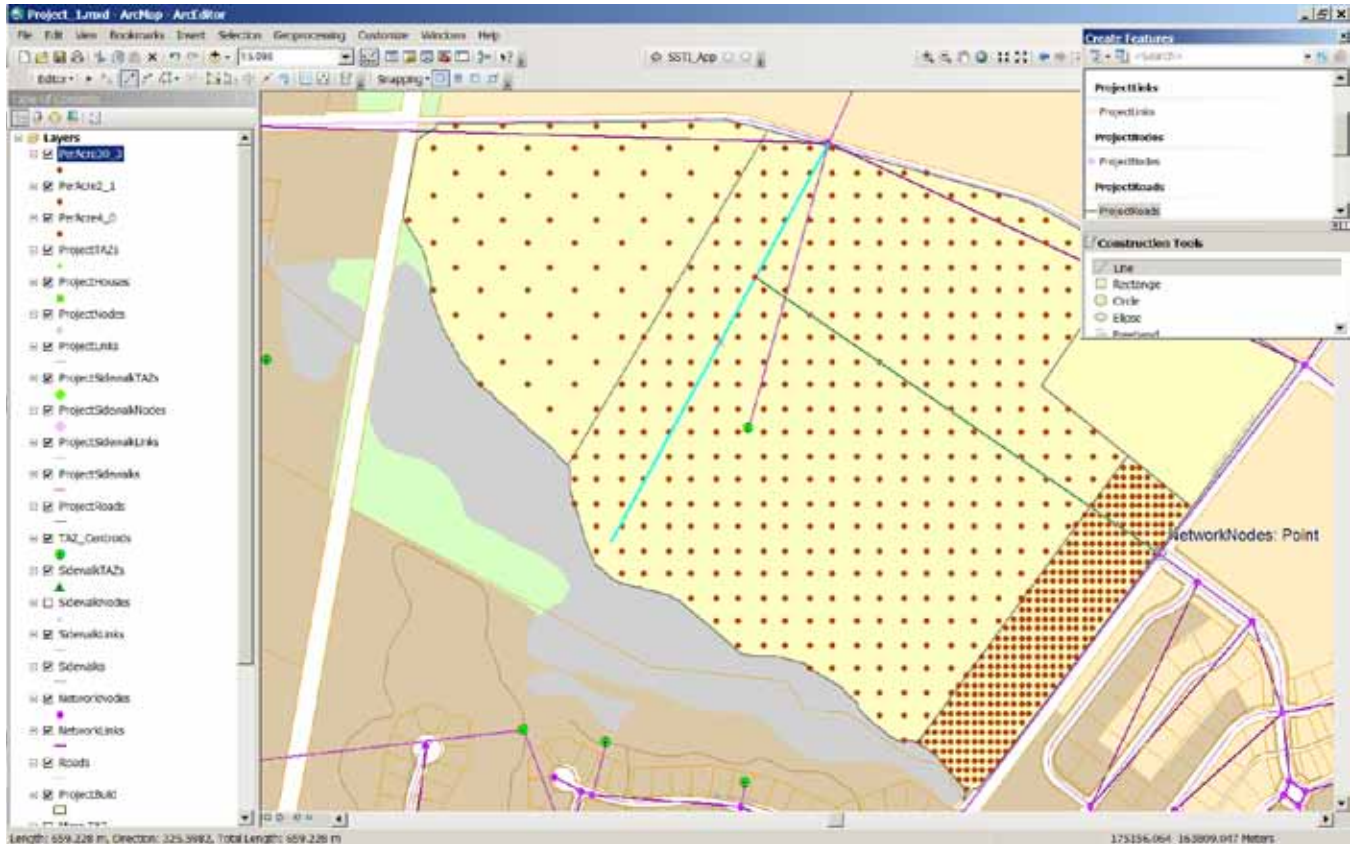 Project_1.mxd - ArcMap - ArcEditor
File Edit View Bookmarks Insert Selection Geoprocessing Customize Windows Help
SSTI_App
Editor Snapping
Create Features
<Search>
ProjectLinks
ProjectLinks
ProjectNodes
ProjectNodes
ProjectRoads
ProjectRoads
Construction Tools
Line
Rectangle
Circle
Ellipse
Freehand
Layers
PerAcre20_3
PerAcre2_1
PerAcre4_0
ProjectTAZs
ProjectHouses
ProjectNodes
ProjectLinks
ProjectSidewalkTAZs
ProjectSidewalkNodes
ProjectSidewalkLinks
ProjectSidewalks
ProjectRoads
TAZ_Centroids
SidewalkTAZs
SidewalkNodes
SidewalkLinks
Sidewalks
NetworkNodes
NetworkLinks
Roads
ProjectBuild
NetworkNodes: Point
Length: 659.228 m, Direction: 325.5982, Total Length: 659.228 m
175156.064 163809.047 Meters